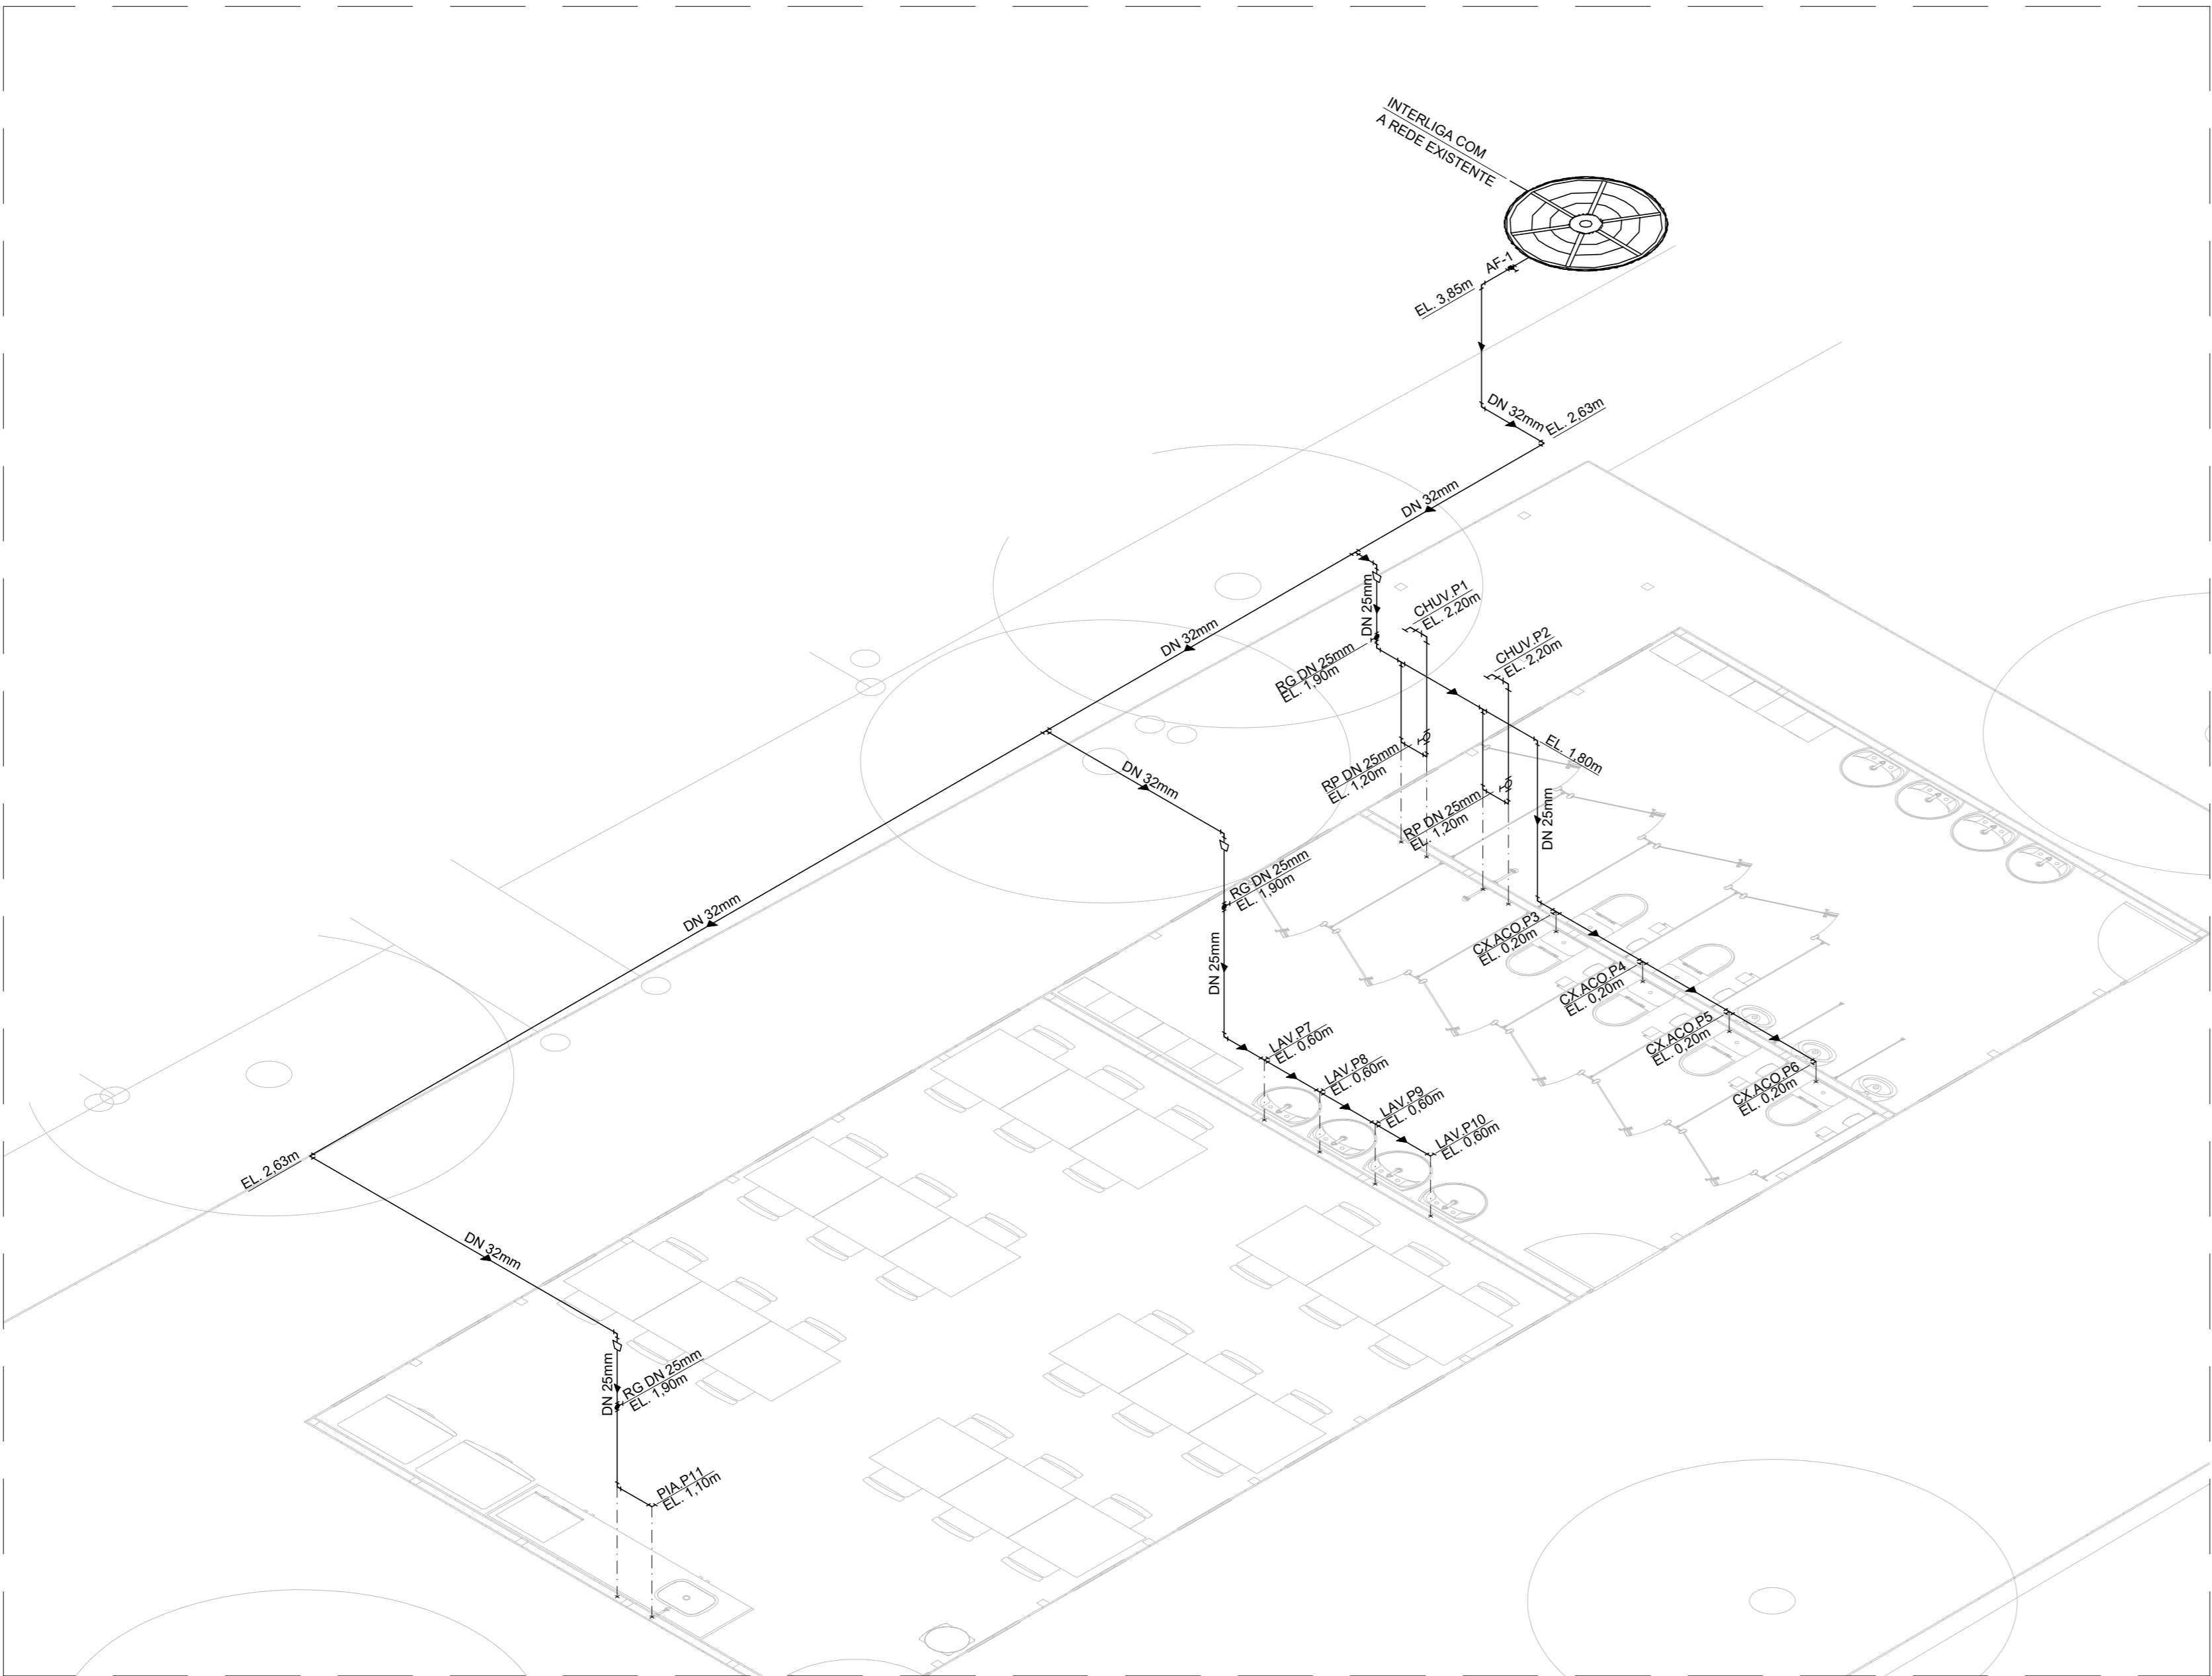 INTERLIGA COM
A REDE EXISTENTE
AF-1
EL. 3,85m
DN 32mm
EL. 2,63m
DN 32mm
DN 25mm
CHUV.P1
EL. 2,20m
DN 32mm
CHUV.P2
EL. 2,20m
RG DN 25mm
EL. 1,90m
EL. 1,80m
RP DN 25mm
EL. 1,20m
DN 32mm
RP DN 25mm
EL. 1,20m
DN 25mm
RG DN 25mm
EL. 1,90m
DN 32mm
CX.ACO.P3
EL. 0,20m
DN 25mm
CX.ACO.P4
EL. 0,20m
CX.ACO.P5
EL. 0,20m
LAV.P7
EL. 0,60m
LAV.P8
EL. 0,60m
CX.ACO.P6
EL. 0,20m
LAV.P9
EL. 0,60m
LAV.P10
EL. 0,60m
EL. 2,63m
DN 32mm
DN 25mm
RG DN 25mm
EL. 1,90m
PIA.P11
EL. 1,10m